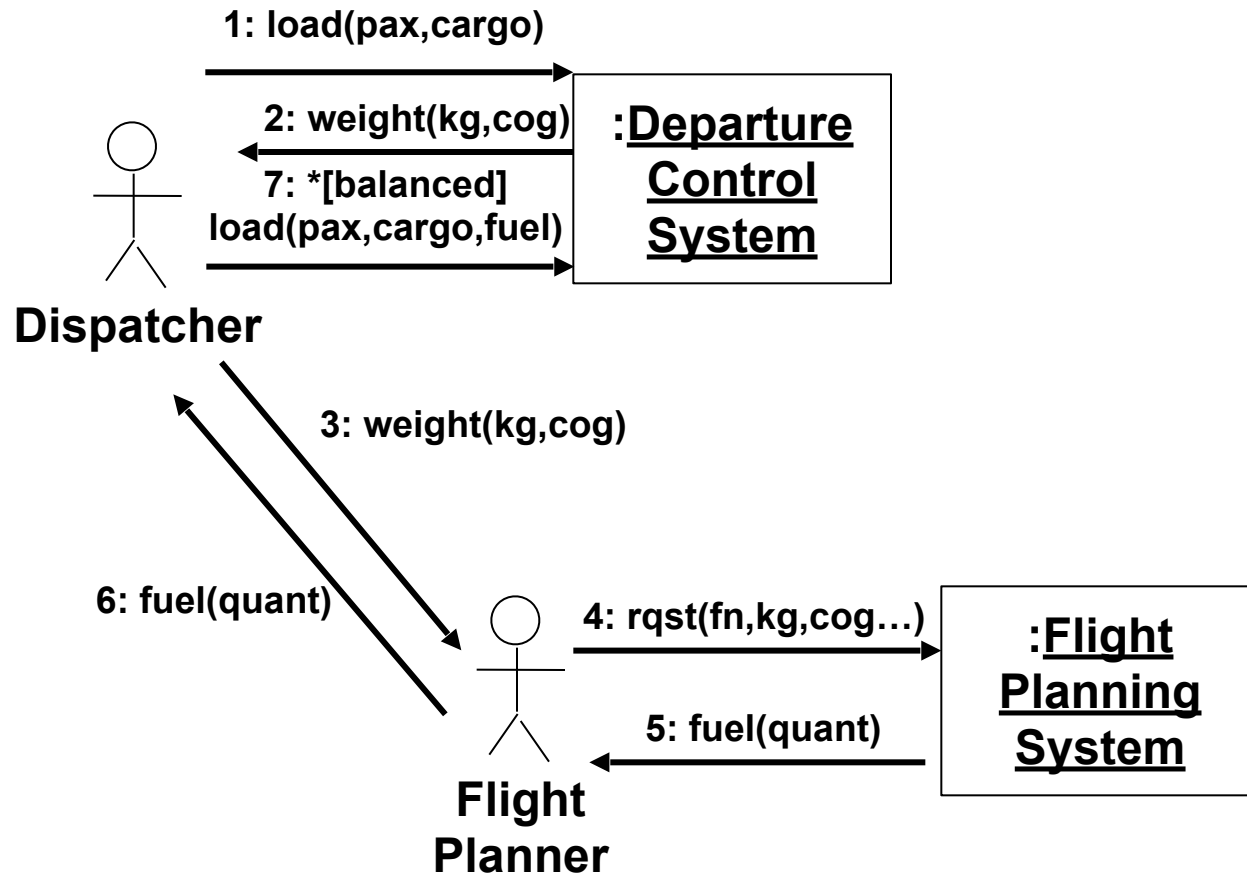 1: load(pax,cargo)
2: weight(kg,cog)
7: *[balanced]
load(pax,cargo,fuel)
:Departure
Control
System
Dispatcher
3: weight(kg,cog)
6: fuel(quant)
4: rqst(fn,kg,cog…)
5: fuel(quant)
:Flight
Planning
System
Flight
Planner